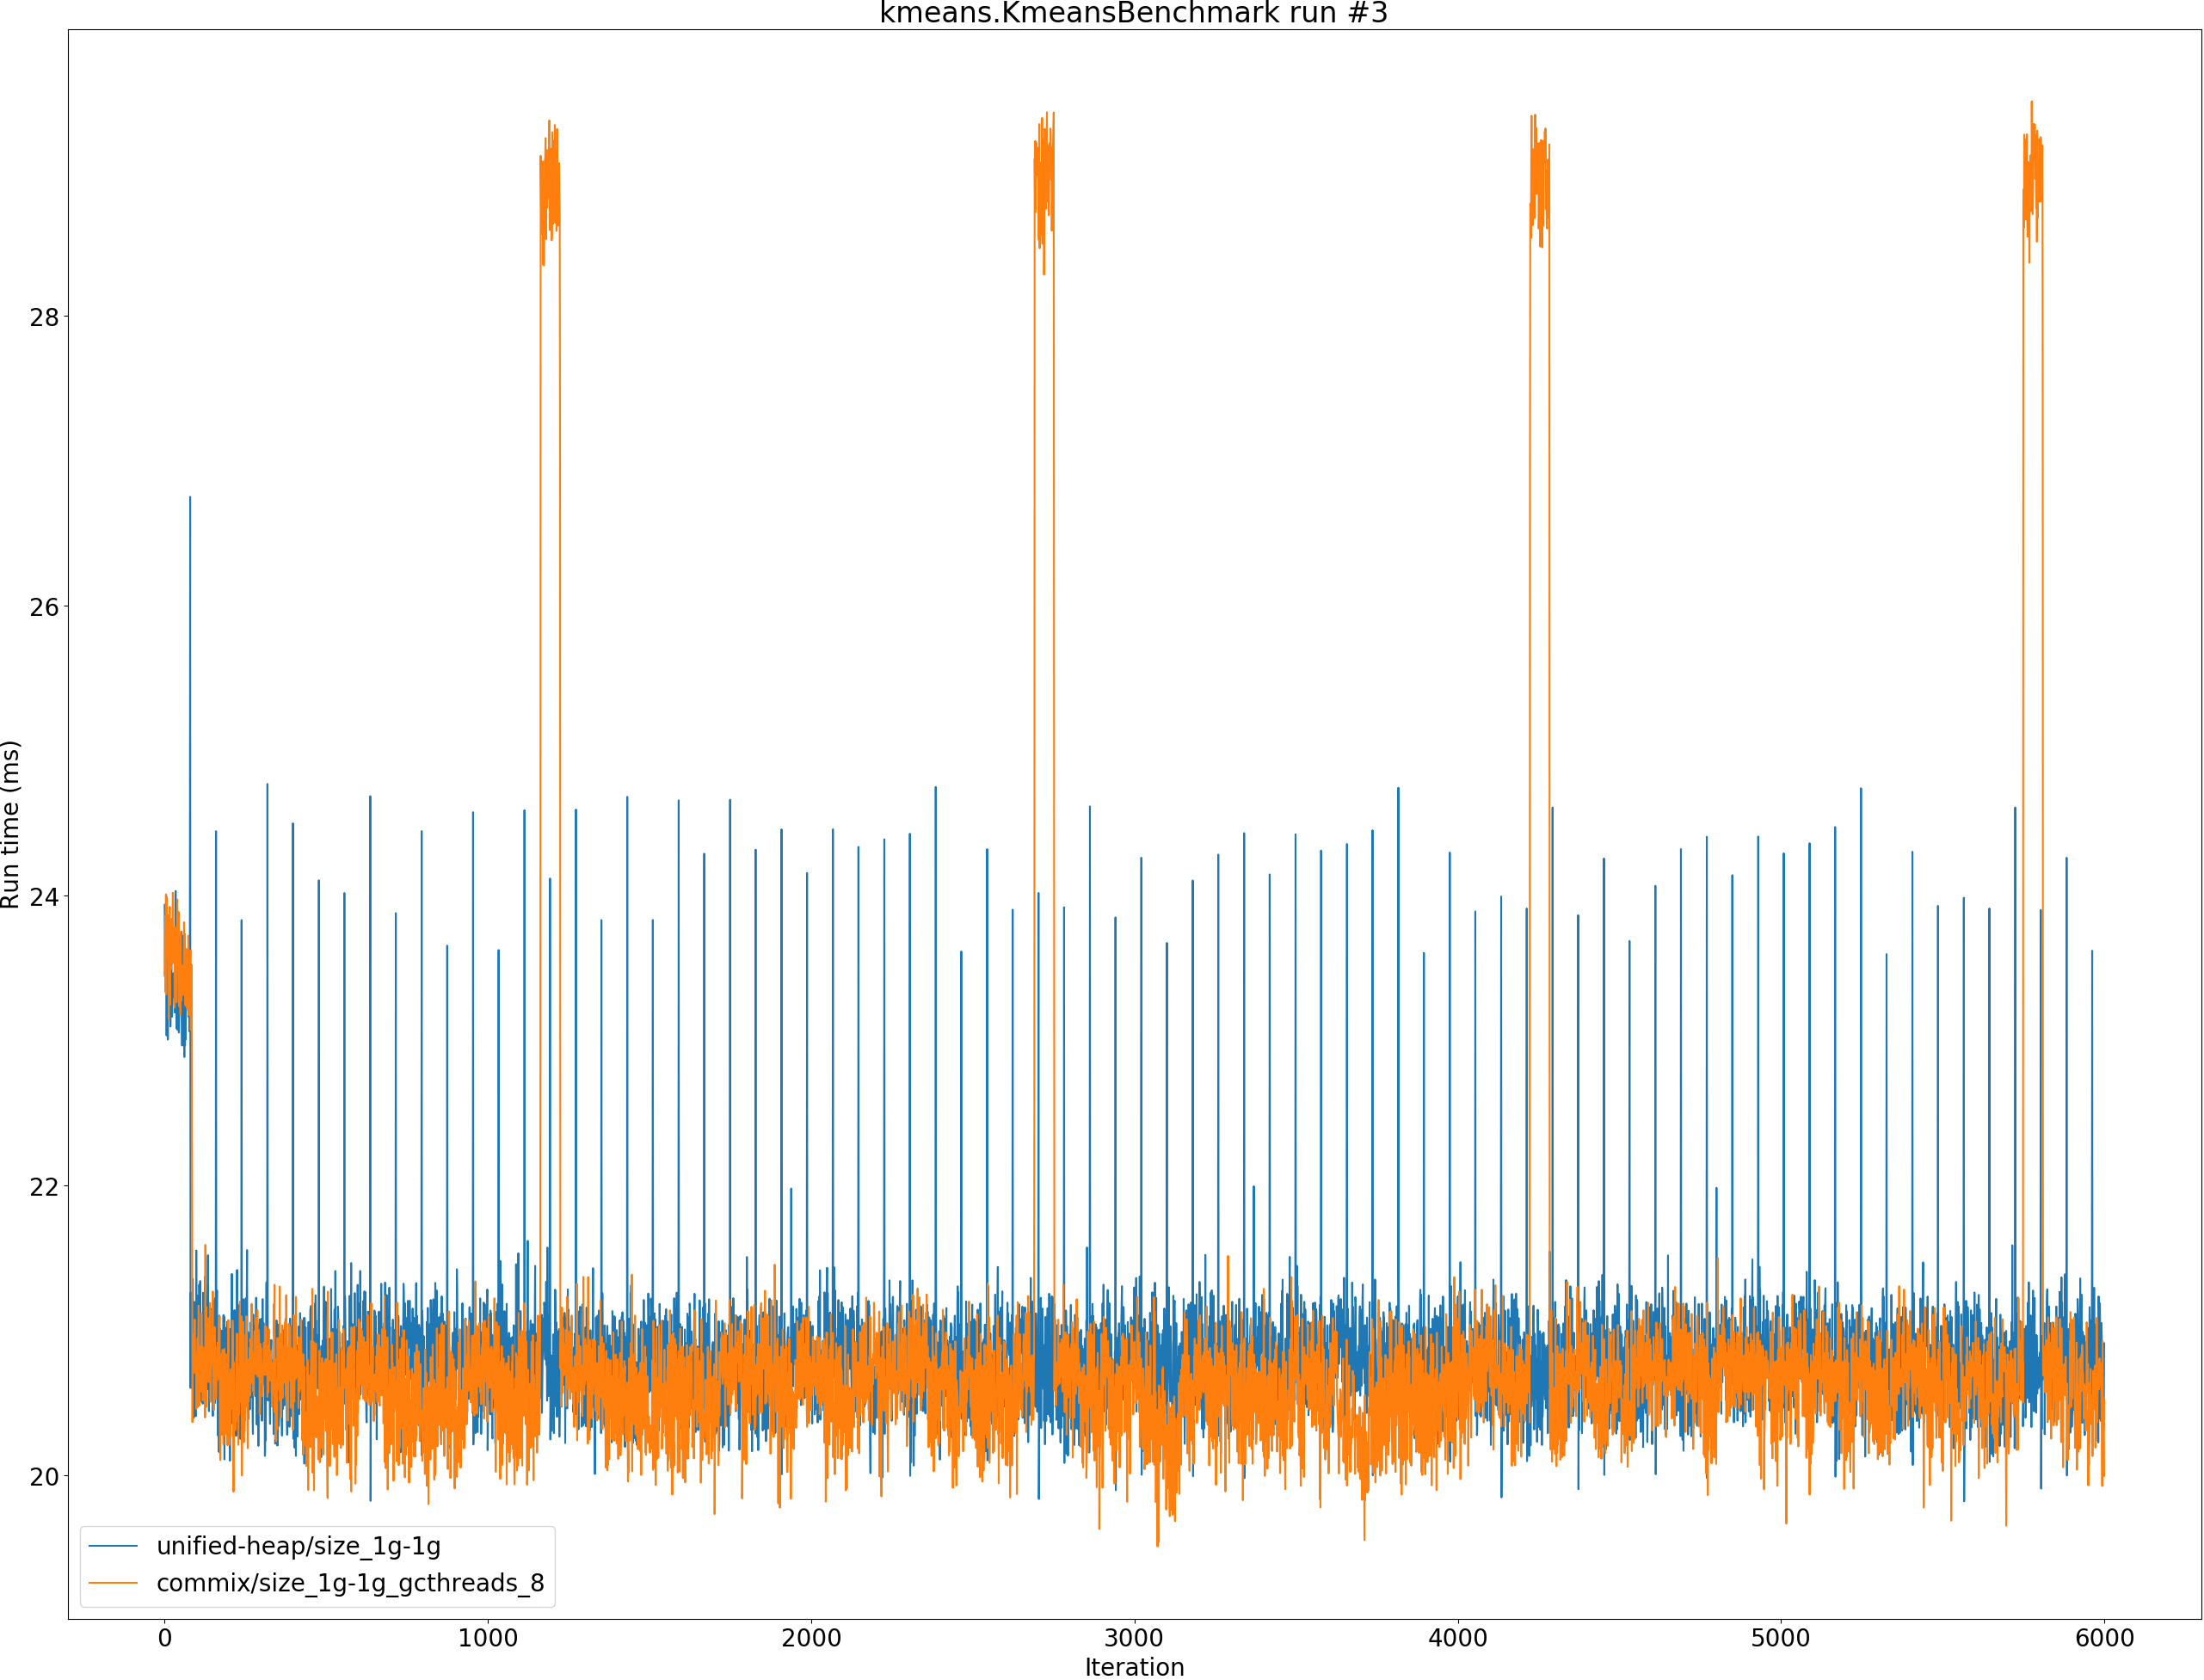 kmeans.KmeansBenchmark run #3
Run time (ms)
28
26
24
22
20
unified-heap/size_1g-1g
commix/size_1g-1g_gcthreads_8
0 1000 2000 3000 4000 5000 6000
Iteration